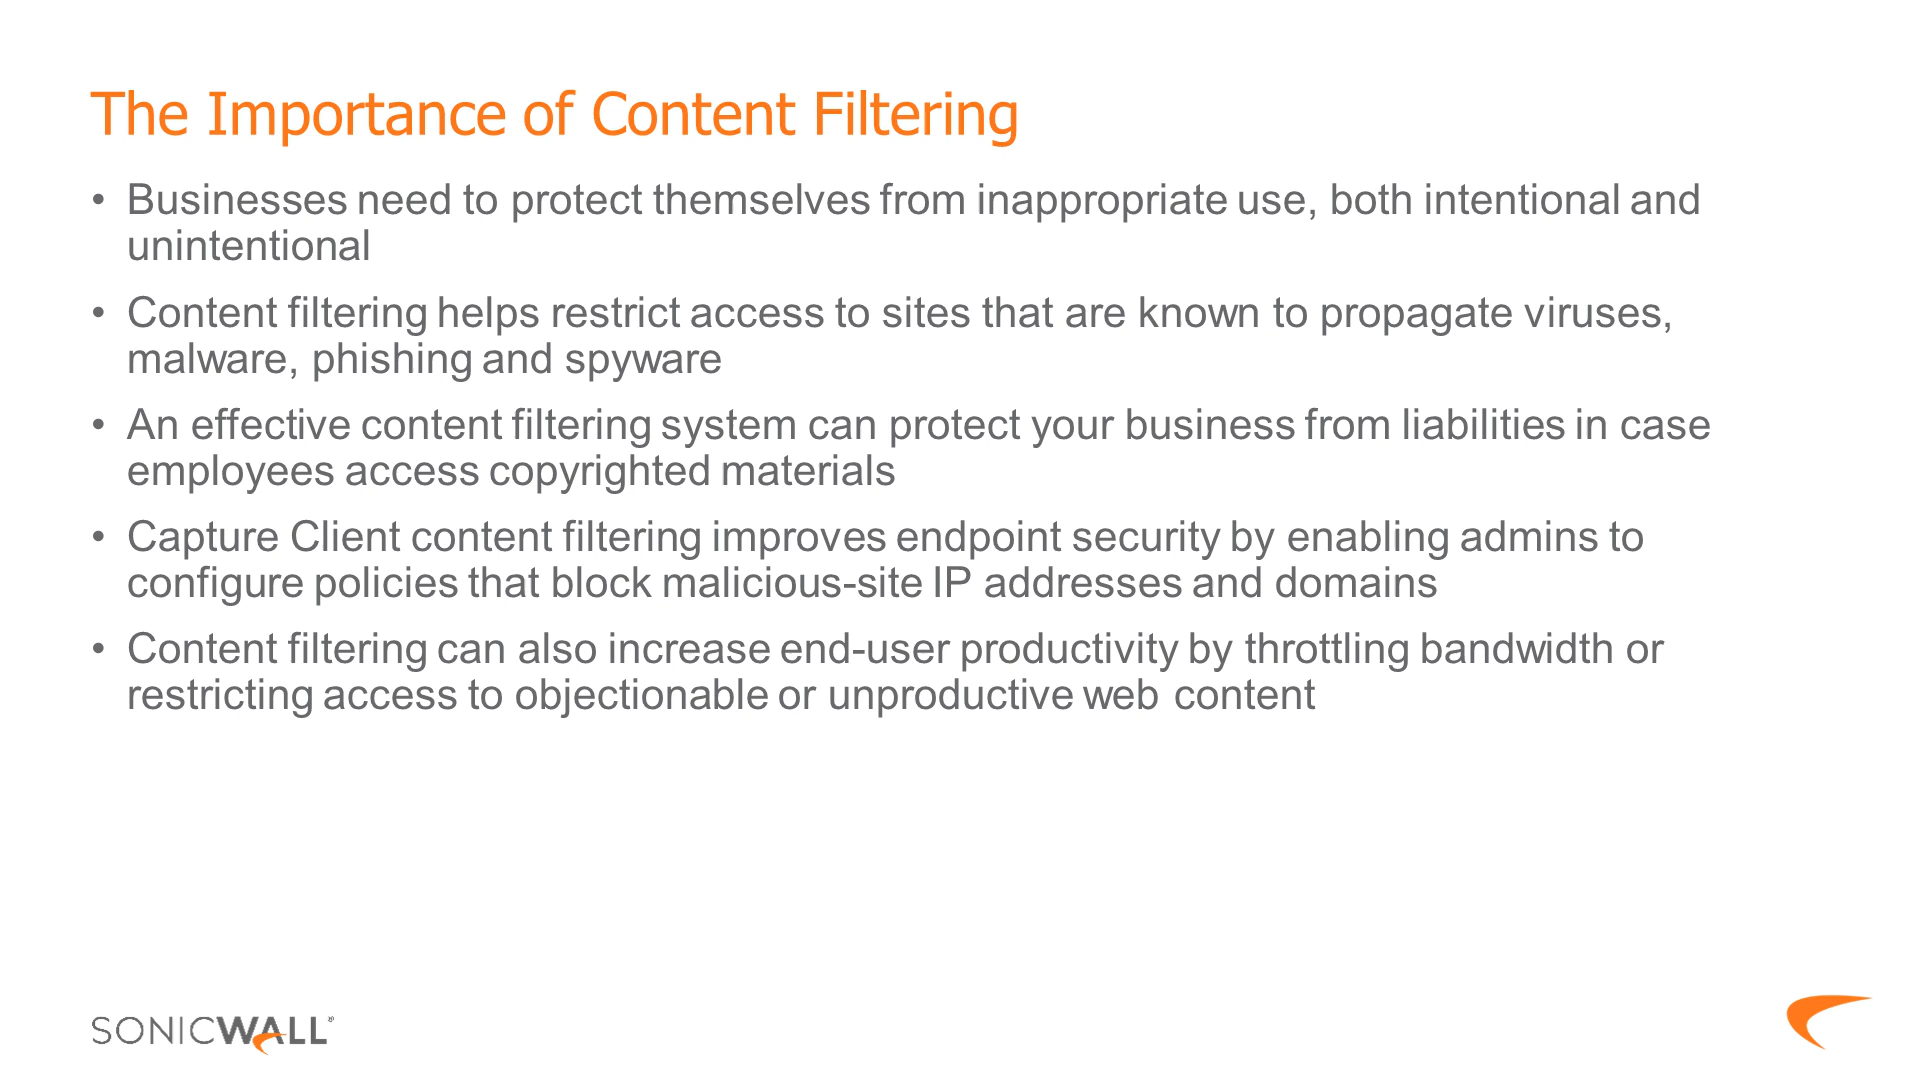 The Importance of Content Filtering
• Businesses need to protect themselves from inappropriate use, both intentional and
unintentional
• Content filtering helps restrict access to sites that are known to propagate viruses,
malware, phishing and spyware
• An effective content filtering system can protect your business from liabilities in case
employees access copyrighted materials
• Capture Client content filtering improves endpoint security by enabling admins to
configure policies that block malicious-site IP addresses and domains
• Content filtering can also increase end-user productivity by throttling bandwidth or
restricting access to objectionable or unproductive web content
SONICWALL®